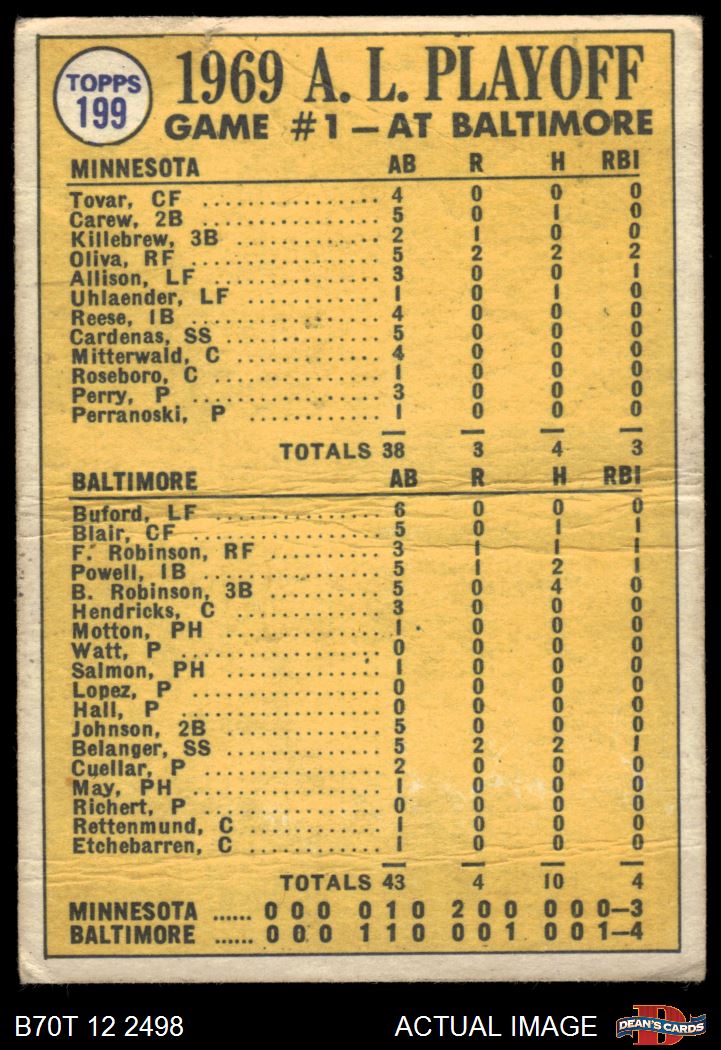 TOPPS
199
1969 A. L. PLAYOFF
GAME #1 — AT BALTIMORE
MINNESOTA AB R H RBI
Tovar, CF .................. 4 0 0 0
Carew, 2B .................. 5 0 1 0
Killebrew, 3B .............. 2 1 0 0
Oliva, RF .................. 5 2 2 2
Allison, LF ................ 3 0 0 1
Uhlaender, LF .............. 1 0 1 0
Reese, 1B .................. 4 0 0 0
Cardenas, SS ............... 5 0 0 0
Mitterwald, C .............. 4 0 0 0
Roseboro, C ................ 1 0 0 0
Perry, P ................... 3 0 0 0
Perranoski, P .............. 1 0 0 0
TOTALS 38 3 4 3
BALTIMORE AB R H RBI
Buford, LF ................. 6 0 0 0
Blair, CF .................. 5 0 1 1
F. Robinson, RF ............ 3 1 1 1
Powell, 1B ................. 5 1 2 1
B. Robinson, 3B ............ 5 0 4 0
Hendricks, C ............... 3 0 0 0
Motton, PH ................. 1 0 0 0
Watt, P .................... 0 0 0 0
Salmon, PH ................. 1 0 0 0
Lopez, P ................... 0 0 0 0
Hall, P .................... 0 0 0 0
Johnson, 2B ................ 5 0 0 0
Belanger, SS ............... 5 2 2 1
Cuellar, P ................. 2 0 0 0
May, PH .................... 1 0 0 0
Richert, P ................. 0 0 0 0
Rettenmund, C .............. 1 0 0 0
Etchebarren, C ............. 1 0 0 0
TOTALS 43 4 10 4
MINNESOTA ...... 0 0 0 0 1 0 2 0 0 0 0 0—3
BALTIMORE ...... 0 0 0 1 1 0 0 0 1 0 0 1—4
B70T 12 2498 ACTUAL IMAGE
D
DEAN'S CARDS